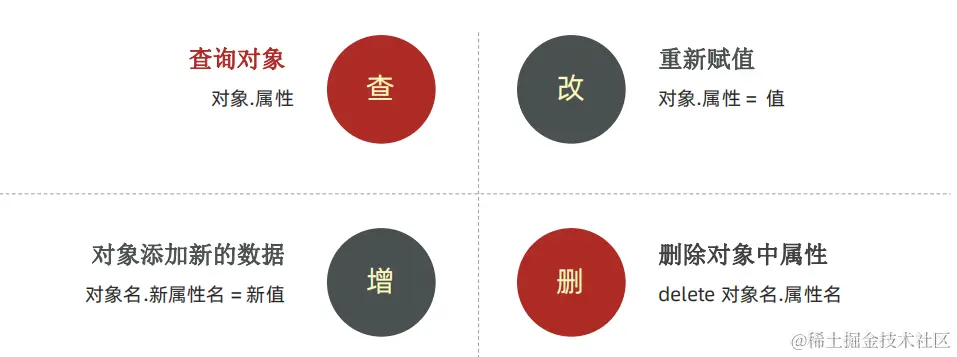 查询对象
对象.属性
查
改
重新赋值
对象.属性 = 值
对象添加新的数据
对象名.新属性名 = 新值
增
删
删除对象中属性
delete 对象名.属性名
@稀土掘金技术社区